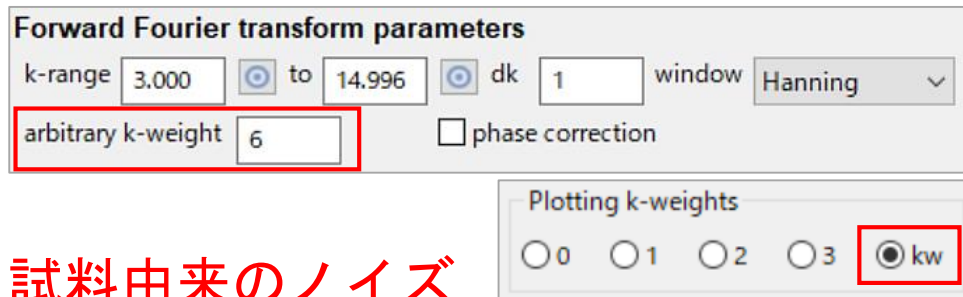 Forward Fourier transform parameters
k-range 3.000 to 14.996 dk 1 window Hanning
arbitrary k-weight 6 phase correction
Plotting k-weights
0 1 2 3 kw
試料由来のノイズ